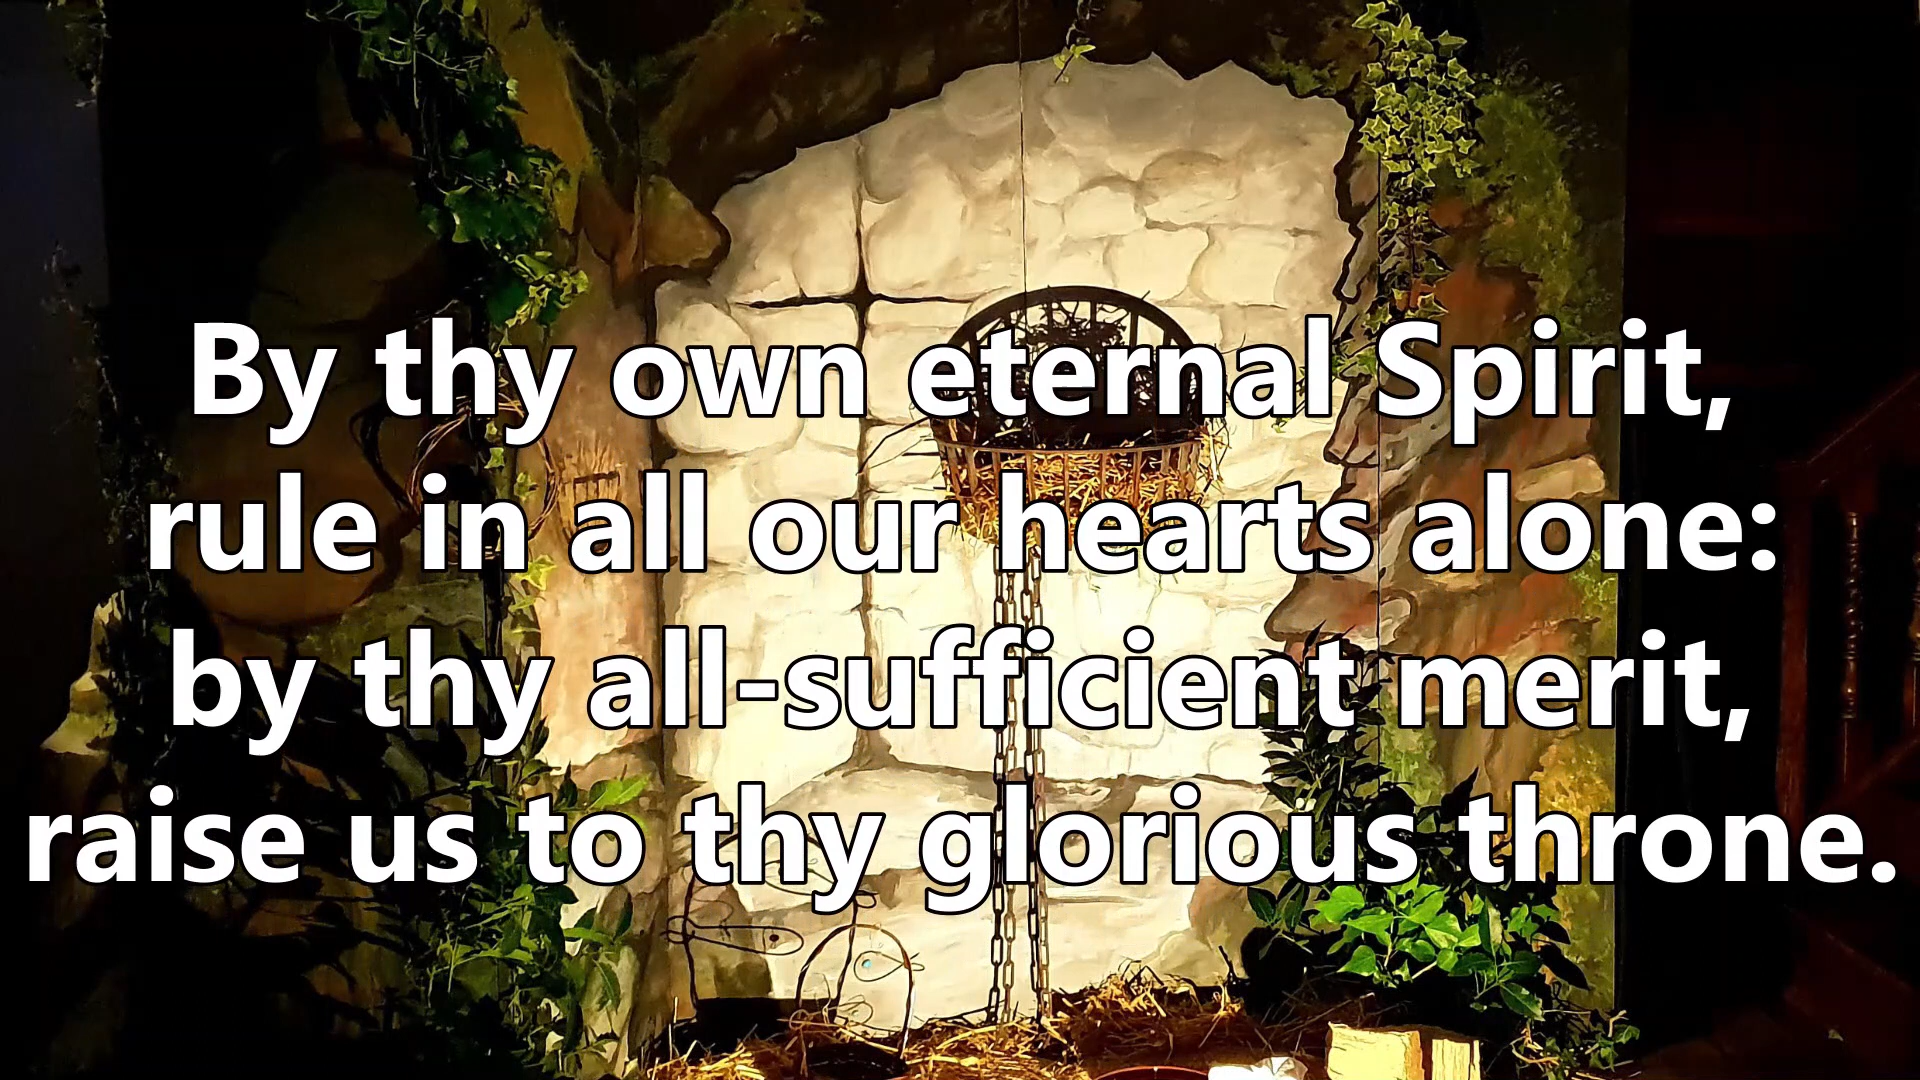 By thy own eternal Spirit,
rule in all our hearts alone:
by thy all-sufficient merit,
raise us to thy glorious throne.